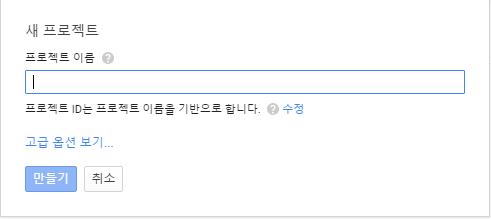 새 프로젝트
프로젝트 이름 ?
프로젝트 ID는 프로젝트 이름을 기반으로 합니다. ? 수정
고급 옵션 보기...
만들기 취소